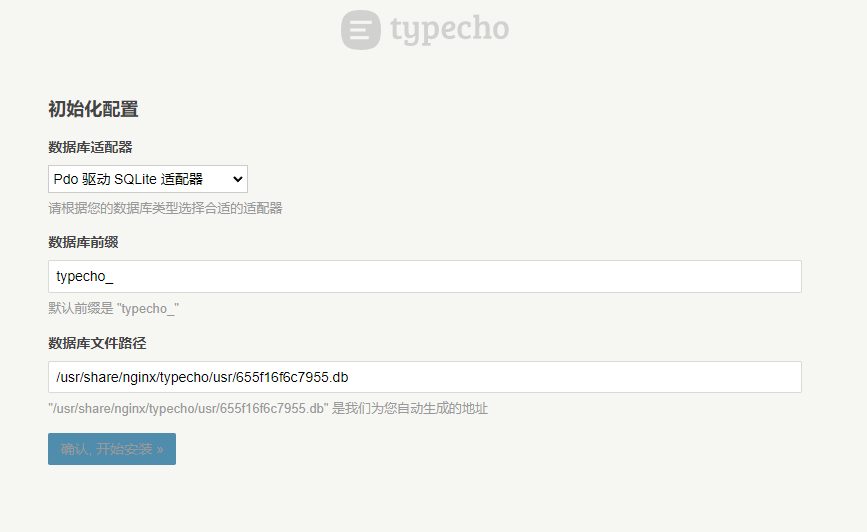 typecho
初始化配置
数据库适配器
Pdo 驱动 SQLite 适配器
请根据您的数据库类型选择合适的适配器
数据库前缀
typecho_
默认前缀是 "typecho_"
数据库文件路径
/usr/share/nginx/typecho/usr/655f16f6c7955.db
"/usr/share/nginx/typecho/usr/655f16f6c7955.db" 是我们为您自动生成的地址
确认, 开始安装 »